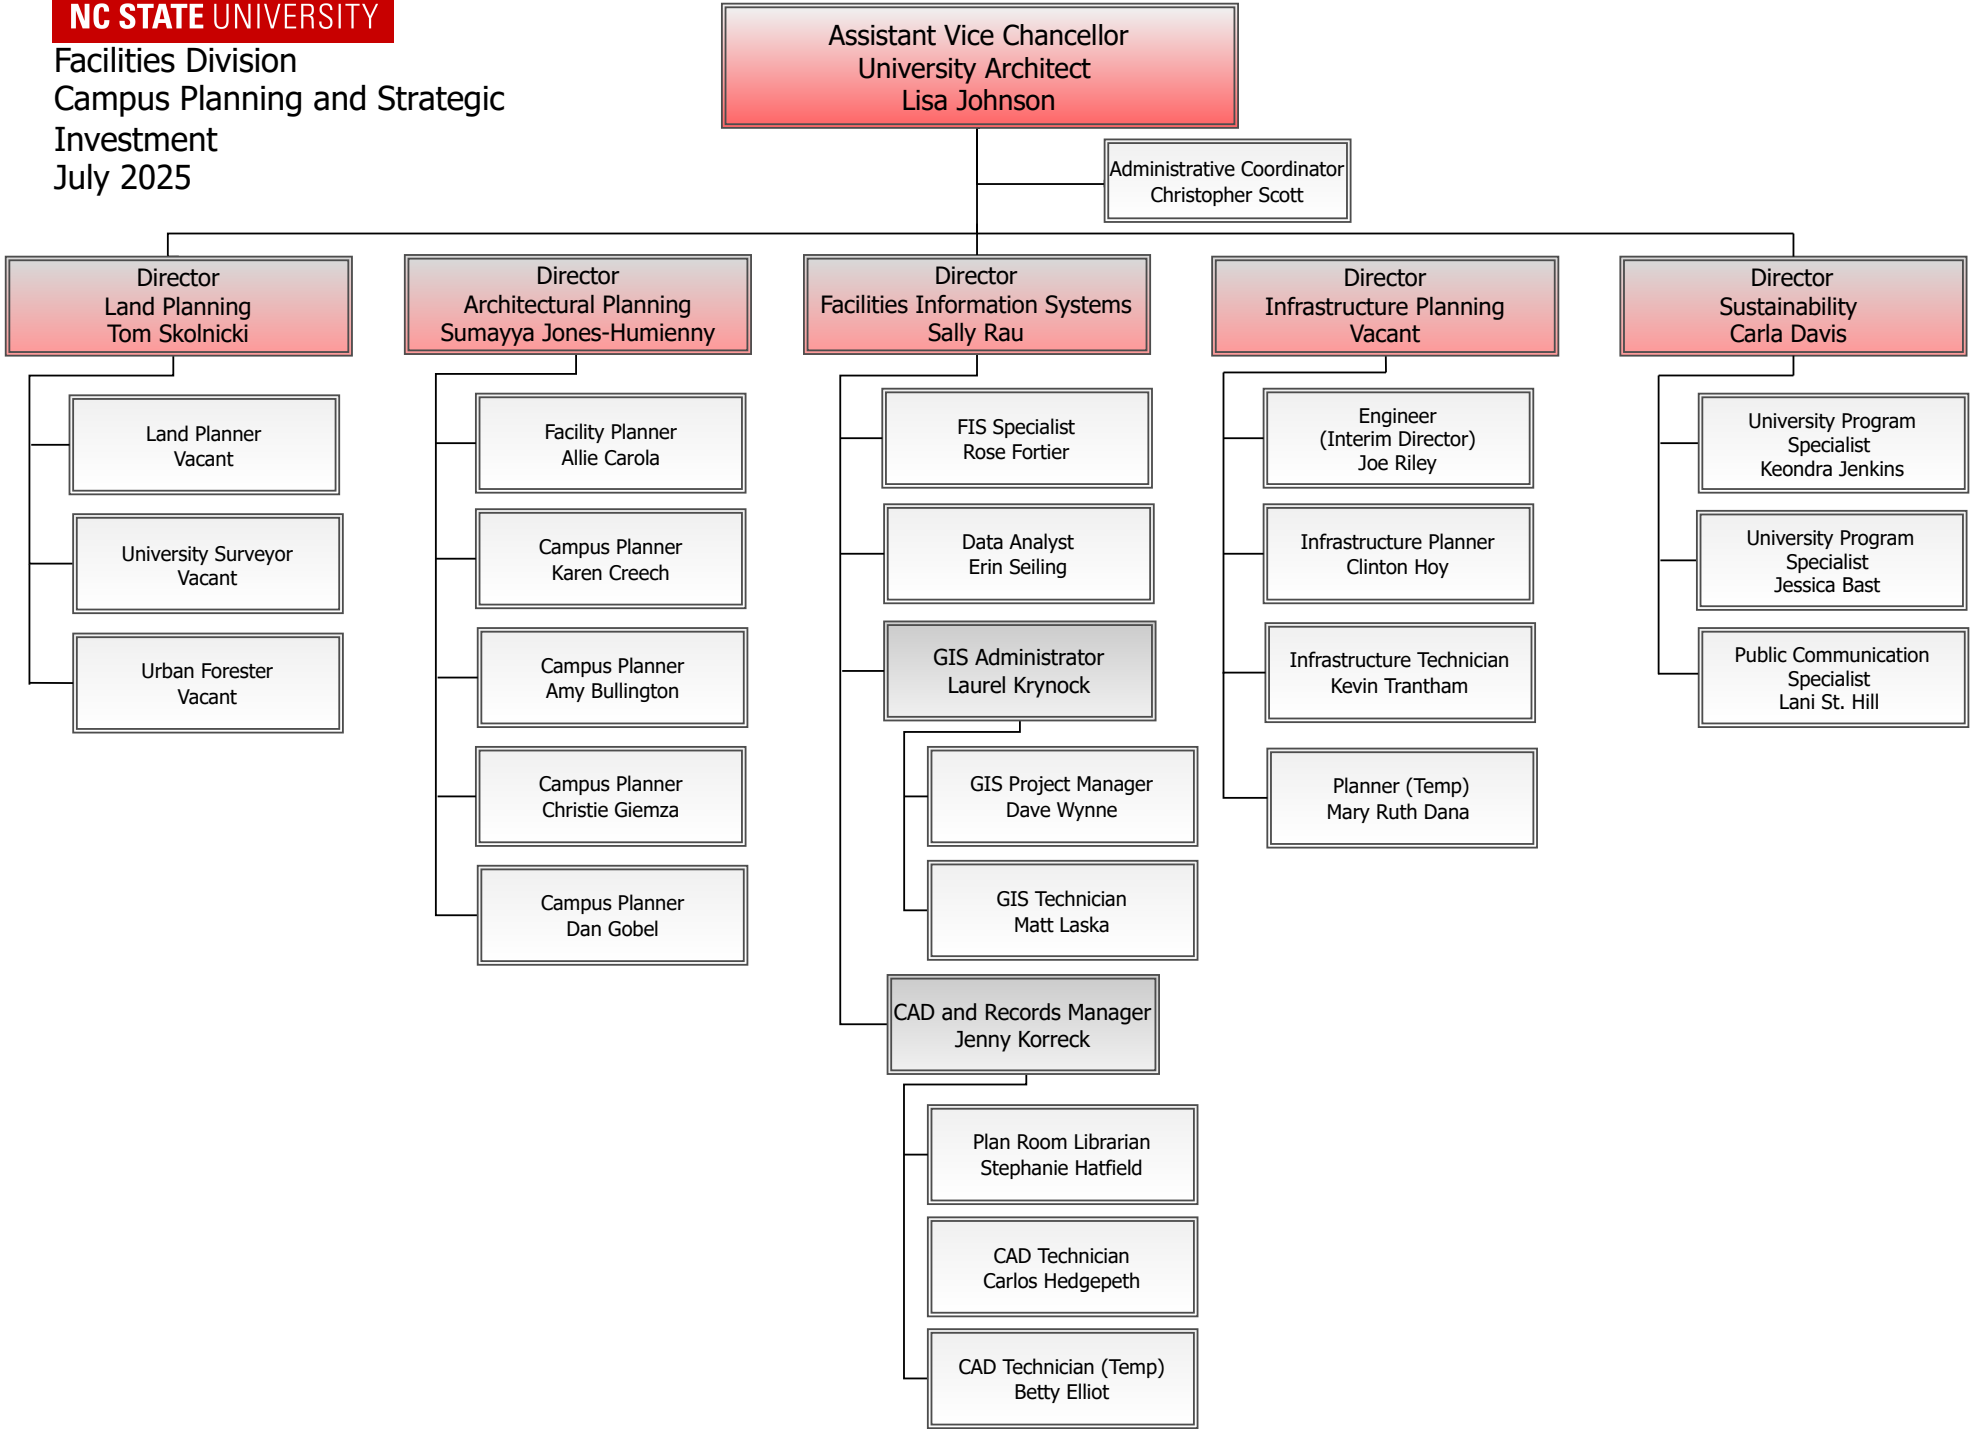 NC STATE UNIVERSITY
Facilities Division
Campus Planning and Strategic
Investment
July 2025
Assistant Vice Chancellor
University Architect
Lisa Johnson
Administrative Coordinator
Christopher Scott
Director
Land Planning
Tom Skolnicki
Land Planner
Vacant
University Surveyor
Vacant
Urban Forester
Vacant
Director
Architectural Planning
Sumayya Jones-Humienny
Facility Planner
Allie Carola
Campus Planner
Karen Creech
Campus Planner
Amy Bullington
Campus Planner
Christie Giemza
Campus Planner
Dan Gobel
Director
Facilities Information Systems
Sally Rau
FIS Specialist
Rose Fortier
Data Analyst
Erin Seiling
GIS Administrator
Laurel Krynock
GIS Project Manager
Dave Wynne
GIS Technician
Matt Laska
CAD and Records Manager
Jenny Korreck
Plan Room Librarian
Stephanie Hatfield
CAD Technician
Carlos Hedgepeth
CAD Technician (Temp)
Betty Elliot
Director
Infrastructure Planning
Vacant
Engineer
(Interim Director)
Joe Riley
Infrastructure Planner
Clinton Hoy
Infrastructure Technician
Kevin Trantham
Planner (Temp)
Mary Ruth Dana
Director
Sustainability
Carla Davis
University Program
Specialist
Keondra Jenkins
University Program
Specialist
Jessica Bast
Public Communication
Specialist
Lani St. Hill